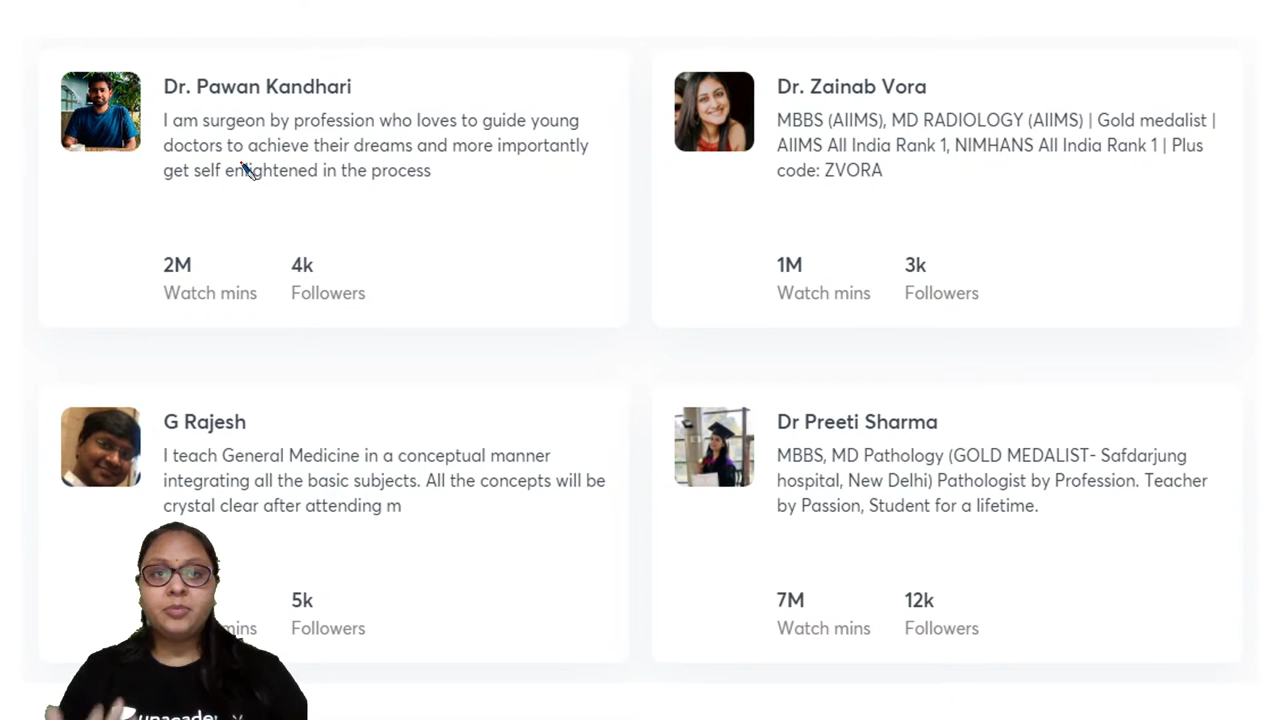 Dr. Pawan Kandhari
I am surgeon by profession who loves to guide young
doctors to achieve their dreams and more importantly
get self enlightened in the process
2M 4k
Watch mins Followers
Dr. Zainab Vora
MBBS (AIIMS), MD RADIOLOGY (AIIMS) | Gold medalist |
AIIMS All India Rank 1, NIMHANS All India Rank 1 | Plus
code: ZVORA
1M 3k
Watch mins Followers
G Rajesh
I teach General Medicine in a conceptual manner
integrating all the basic subjects. All the concepts will be
crystal clear after attending m
5k
mins Followers
Dr Preeti Sharma
MBBS, MD Pathology (GOLD MEDALIST- Safdarjung
hospital, New Delhi) Pathologist by Profession. Teacher
by Passion, Student for a lifetime.
7M 12k
Watch mins Followers